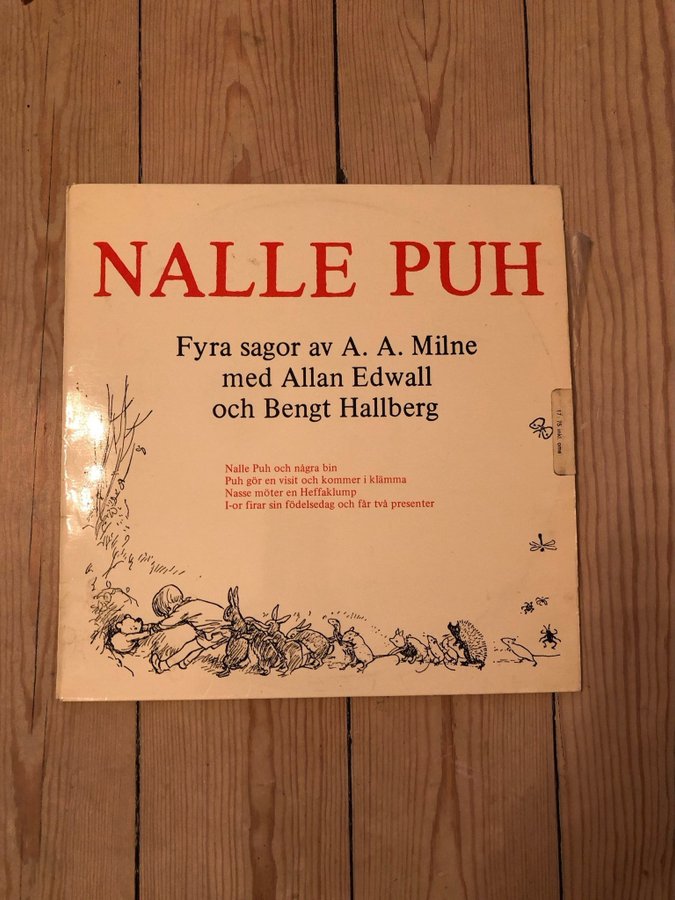 NALLE PUH
Fyra sagor av A. A. Milne
med Allan Edwall
och Bengt Hallberg
Nalle Puh och några bin
Puh gör en visit och kommer i klämma
Nasse möter en Heffaklump
I-or firar sin födelsedag och får två presenter